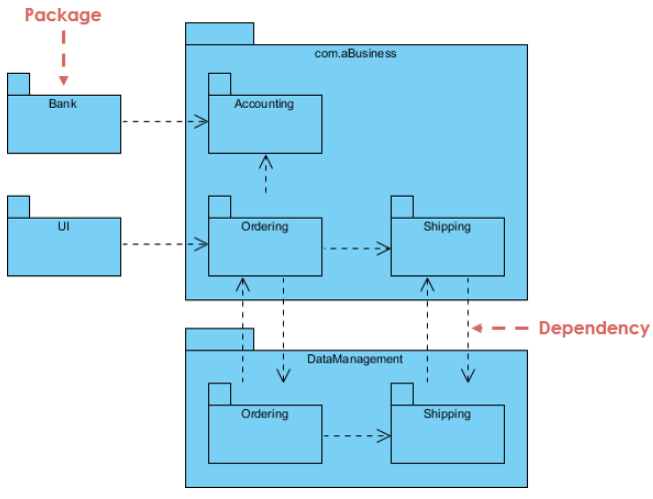 Package
com.aBusiness
Bank
Accounting
UI
Ordering
Shipping
Dependency
DataManagement
Ordering
Shipping